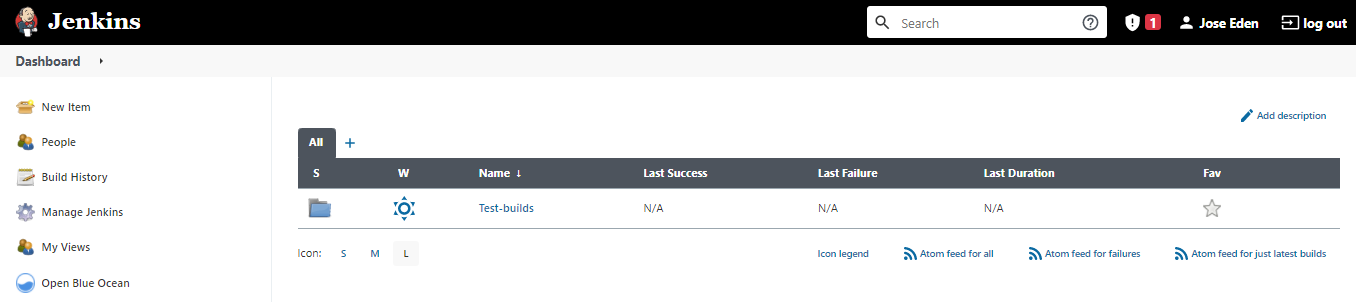 Jenkins
Search
1
Jose Eden
log out
Dashboard
New Item
People
Build History
Manage Jenkins
My Views
Open Blue Ocean
Add description
All +
S W Name ↓ Last Success Last Failure Last Duration Fav
Test-builds N/A N/A N/A
Icon: S M L Icon legend Atom feed for all Atom feed for failures Atom feed for just latest builds